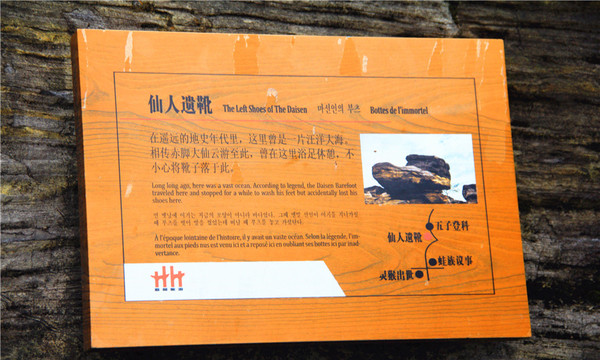 仙人遗靴 The Left Shoes of The Daisen 마선인의 부츠 Bottes de l'immortel
在遥远的地史年代里，这里曾是一片汪洋大海。
相传赤脚大仙云游至此，曾在这里浴足休憩，不
小心将靴子落于此。
Long long ago, here was a vast ocean. According to legend, the Daisen Barefoot
traveled here and stopped for a while to wash his feet but accidentally lost his
shoes here.
À l'époque lointaine de l'histoire, il y avait un vaste océan. Selon la légende, l'im-
mortel aux pieds nus est venu ici et a reposé ici en oubliant ses bottes ici par inad-
vertance.
五子登科
仙人遗靴
蛙族议事
灵猴出世